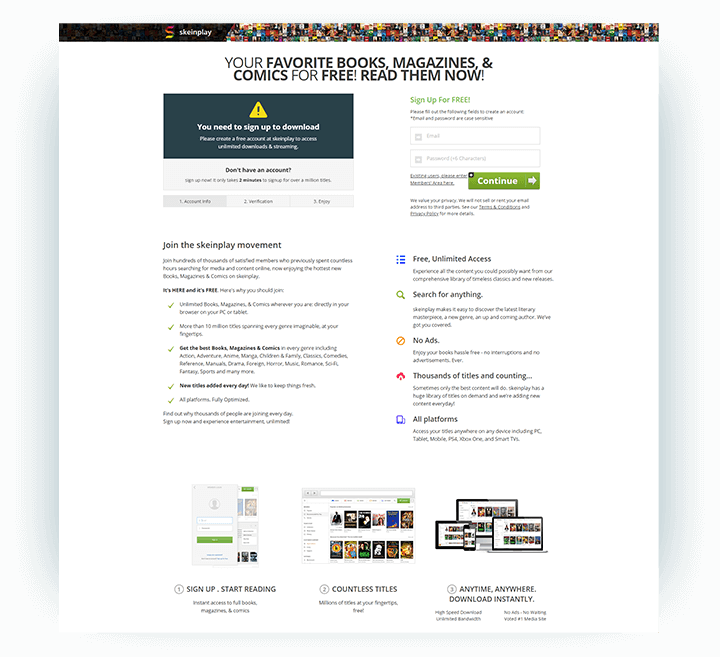 skeinplay
YOUR FAVORITE BOOKS, MAGAZINES, &
COMICS FOR FREE! READ THEM NOW!
You need to sign up to download
Please create a free account at skeinplay to access
unlimited downloads & streaming.
Don't have an account?
sign up now! it only takes 2 minutes to signup for over a million titles.
1. Account Info
2. Verification
3. Enjoy
Sign Up For FREE!
Please fill out the following fields to create an account
*Email and password are case sensitive
Email
Password (+6 Characters)
Existing users, please enter
Members' Area here.
Continue
We value your privacy. We will not sell or rent your email
address to third parties. See our Terms & Conditions and
Privacy Policy for more details.
Join the skeinplay movement
Join hundreds of thousands of satisfied members who previously spent countless
hours searching for media and content online, now enjoying the hottest new
Books, Magazines & Comics on skeinplay.
It's HERE and it's FREE. Here's why you should join:
Unlimited Books, Magazines, & Comics wherever you are: directly in your
browser on your PC or tablet.
More than 10 million titles spanning every genre imaginable, at your
fingertips.
Get the best Books, Magazines & Comics in every genre including
Action, Adventure, Anime, Manga, Children & Family, Classics, Comedies,
Reference, Manuals, Drama, Foreign, Horror, Music, Romance, Sci-Fi,
Fantasy, Sports and many more.
New titles added every day! We like to keep things fresh.
All platforms. Fully Optimized.
Find out why thousands of people are joining every day.
Sign up now and experience entertainment, unlimited!
Free, Unlimited Access
Experience all the content you could possibly want from our
comprehensive library of timeless classics and new releases.
Search for anything.
skeinplay makes it easy to discover the latest literary
masterpiece, a new genre, an up and coming author. We've
got you covered.
No Ads.
Enjoy your books hassle free - no interruptions and no
advertisements. Ever.
Thousands of titles and counting...
Sometimes only the best content will do. skeinplay has a
huge library of titles on demand and we're adding new
content everyday!
All platforms
Access your titles anywhere on any device including PC,
Tablet, Mobile, PS4, Xbox One, and Smart TVs.
1 SIGN UP . START READING
Instant access to full books,
magazines, & comics
2 COUNTLESS TITLES
Millions of titles at your fingertips,
free!
3 ANYTIME, ANYWHERE.
DOWNLOAD INSTANTLY.
High Speed Download
Unlimited Bandwidth
No Ads - No Waiting
Voted #1 Media Site